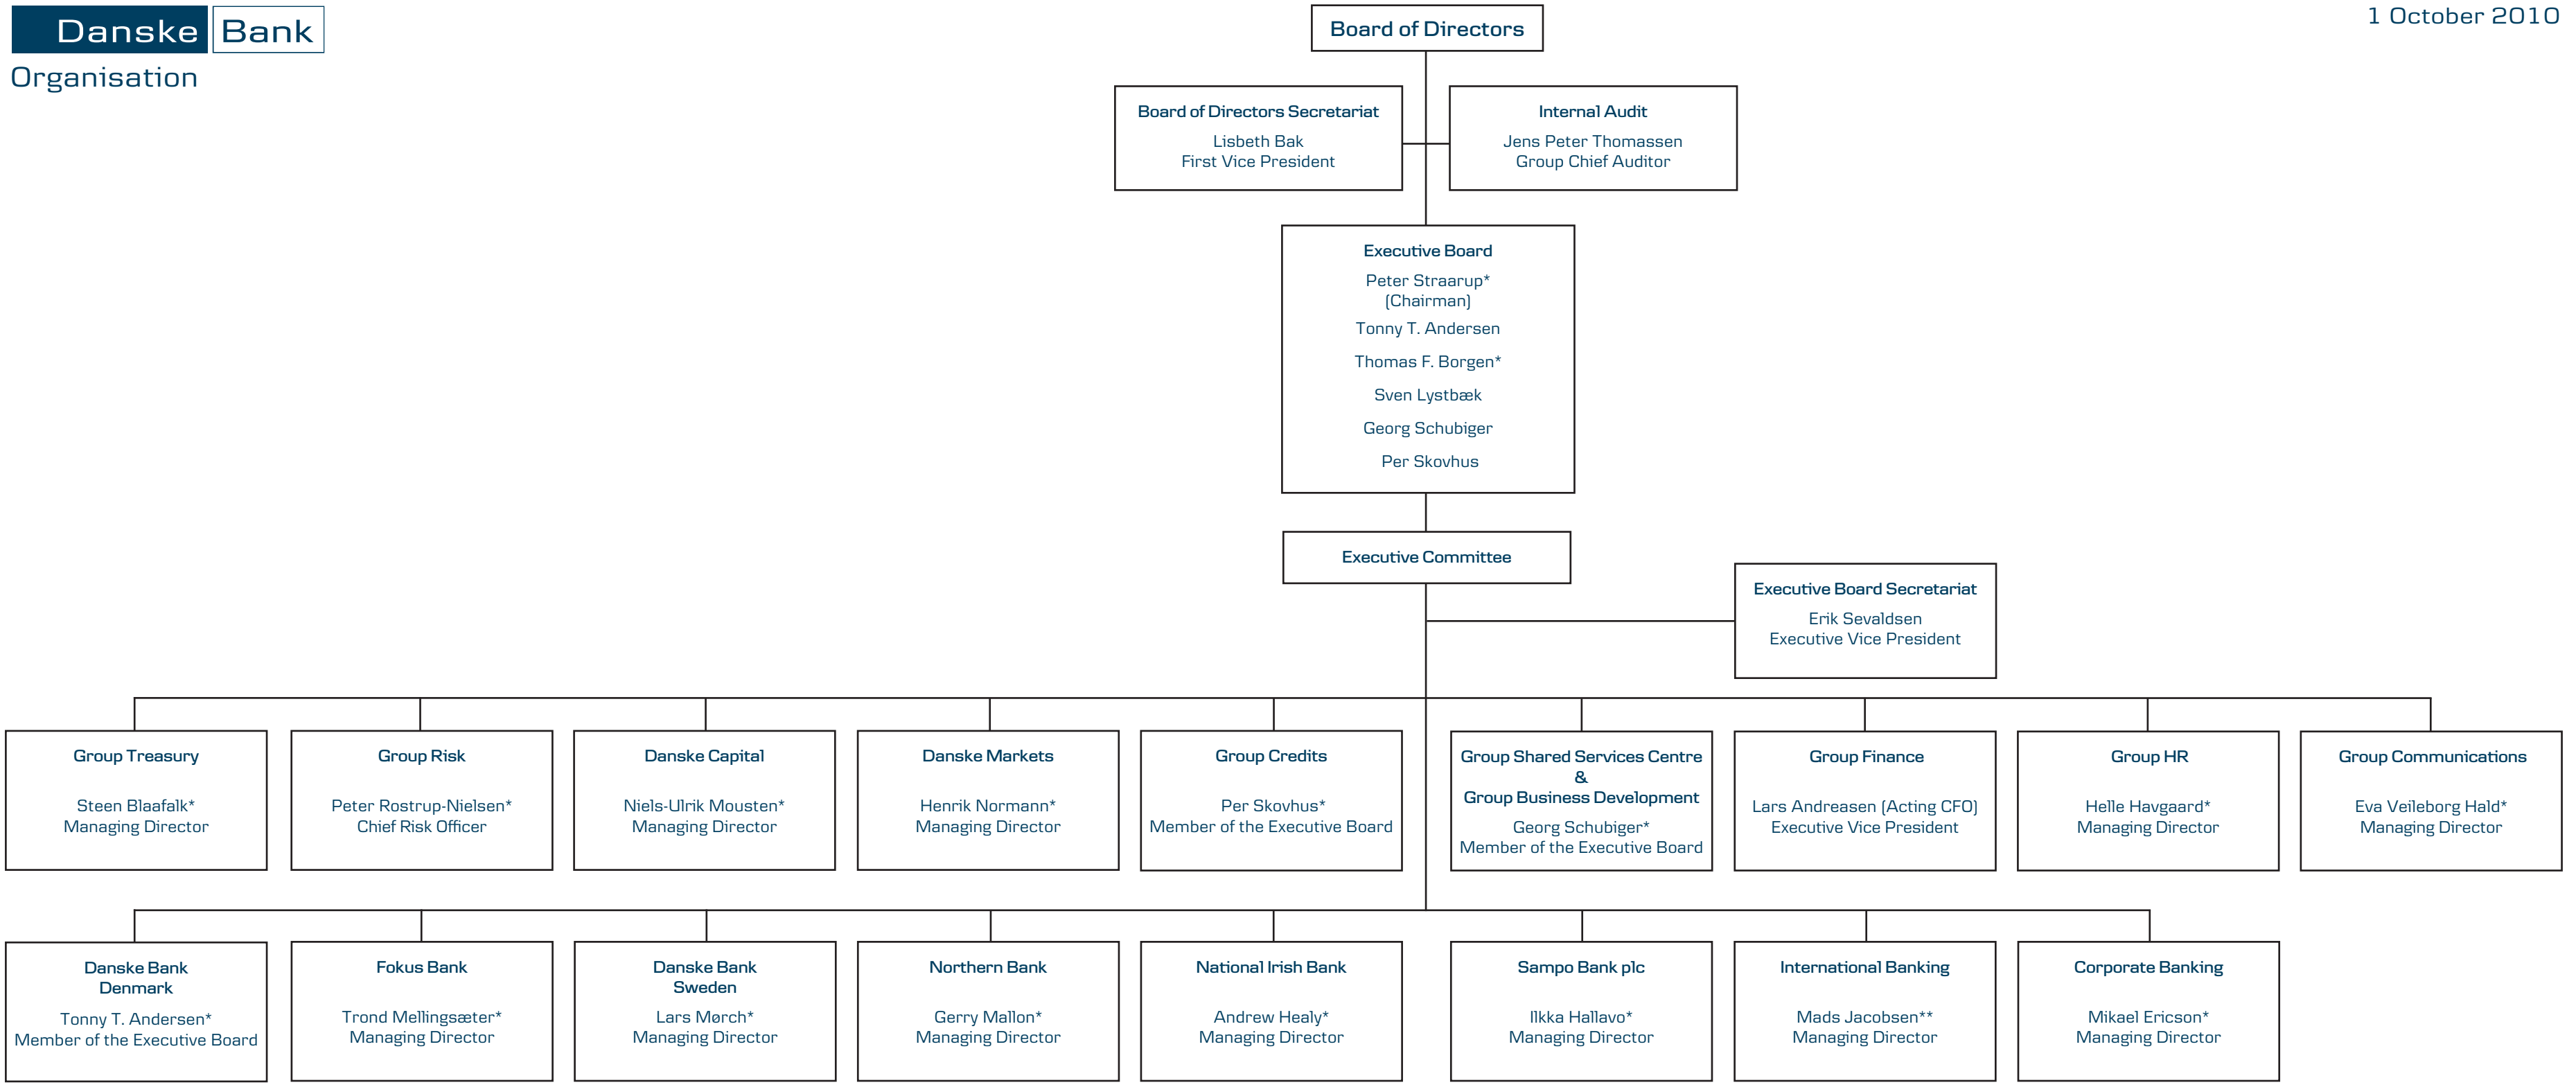 Danske Bank
Organisation
1 October 2010
Board of Directors
Board of Directors Secretariat
Lisbeth Bak
First Vice President
Internal Audit
Jens Peter Thomassen
Group Chief Auditor
Executive Board
Peter Straarup*
(Chairman)
Tonny T. Andersen
Thomas F. Borgen*
Sven Lystbæk
Georg Schubiger
Per Skovhus
Executive Committee
Executive Board Secretariat
Erik Sevaldsen
Executive Vice President
Group Treasury
Steen Blaafalk*
Managing Director
Group Risk
Peter Rostrup-Nielsen*
Chief Risk Officer
Danske Capital
Niels-Ulrik Mousten*
Managing Director
Danske Markets
Henrik Normann*
Managing Director
Group Credits
Per Skovhus*
Member of the Executive Board
Group Shared Services Centre
&
Group Business Development
Georg Schubiger*
Member of the Executive Board
Group Finance
Lars Andreasen (Acting CFO)
Executive Vice President
Group HR
Helle Havgaard*
Managing Director
Group Communications
Eva Veileborg Hald*
Managing Director
Danske Bank
Denmark
Tonny T. Andersen*
Member of the Executive Board
Fokus Bank
Trond Mellingsæter*
Managing Director
Danske Bank
Sweden
Lars Mørch*
Managing Director
Northern Bank
Gerry Mallon*
Managing Director
National Irish Bank
Andrew Healy*
Managing Director
Sampo Bank plc
Ilkka Hallavo*
Managing Director
International Banking
Mads Jacobsen**
Managing Director
Corporate Banking
Mikael Ericson*
Managing Director